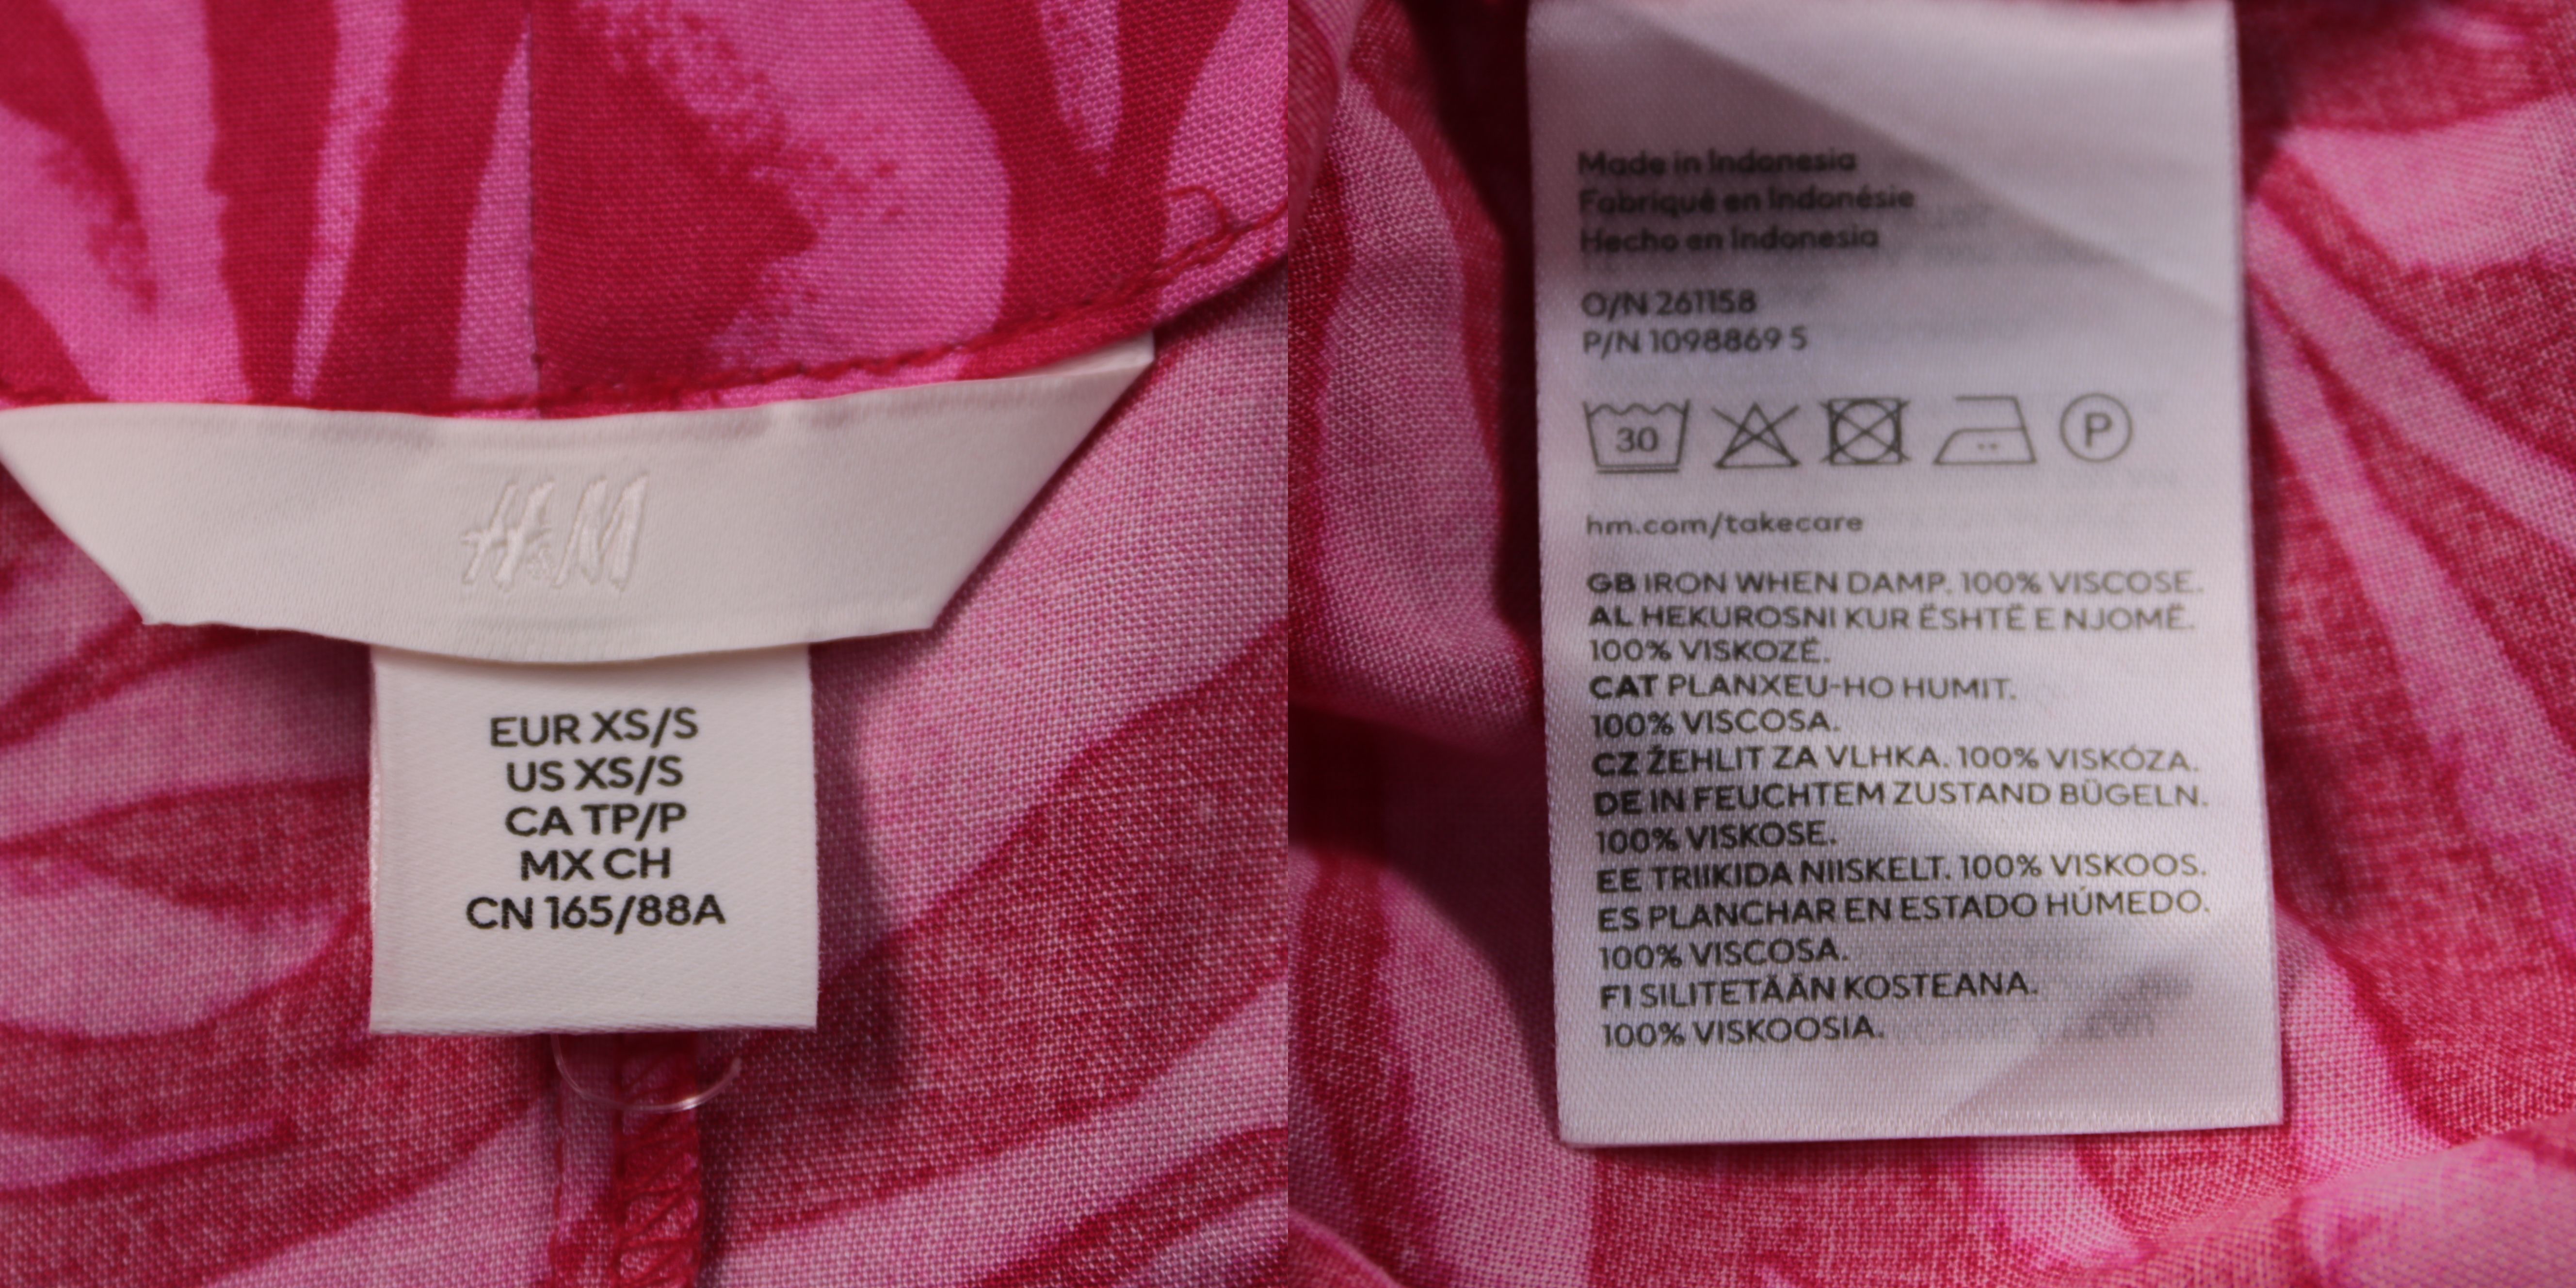 H&M
EUR XS/S
US XS/S
CA TP/P
MX CH
CN 165/88A
Made in Indonesia
Fabriqué en Indonésie
Hecho en Indonesia
O/N 261158
P/N 1098869 5
30
P
hm.com/takecare
GB IRON WHEN DAMP. 100% VISCOSE.
AL HEKUROSNI KUR ËSHTË E NJOMË.
100% VISKOZË.
CAT PLANXEU-HO HUMIT.
100% VISCOSA.
CZ ŽEHLIT ZA VLHKA. 100% VISKÓZA.
DE IN FEUCHTEM ZUSTAND BÜGELN.
100% VISKOSE.
EE TRIIKIDA NIISKELT. 100% VISKOOS.
ES PLANCHAR EN ESTADO HÚMEDO.
100% VISCOSA.
FI SILITETÄÄN KOSTEANA.
100% VISKOOSIA.